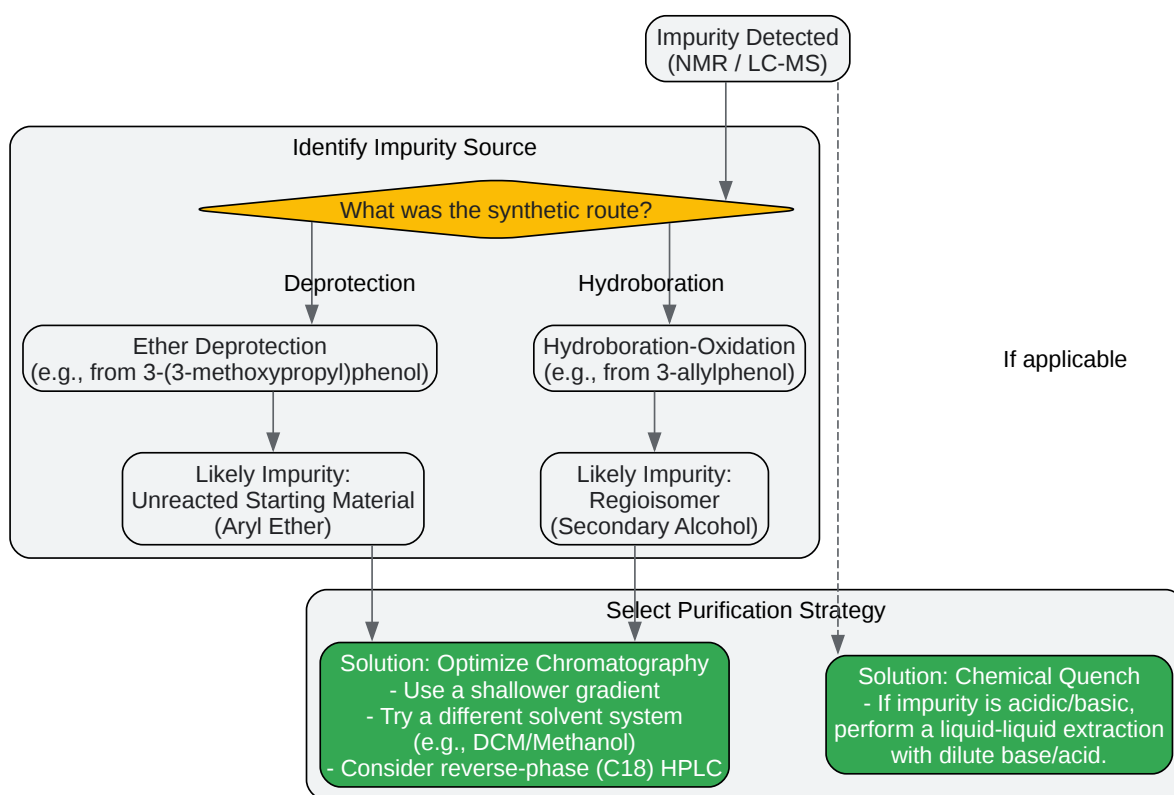 Impurity Detected
(NMR / LC-MS)
Identify Impurity Source
What was the synthetic route?
Deprotection
Hydroboration
Ether Deprotection
(e.g., from 3-(3-methoxypropyl)phenol)
Hydroboration-Oxidation
(e.g., from 3-allylphenol)
If applicable
Likely Impurity:
Unreacted Starting Material
(Aryl Ether)
Likely Impurity:
Regioisomer
(Secondary Alcohol)
Select Purification Strategy
Solution: Optimize Chromatography
- Use a shallower gradient
- Try a different solvent system
(e.g., DCM/Methanol)
- Consider reverse-phase (C18) HPLC
Solution: Chemical Quench
- If impurity is acidic/basic,
perform a liquid-liquid extraction
with dilute base/acid.